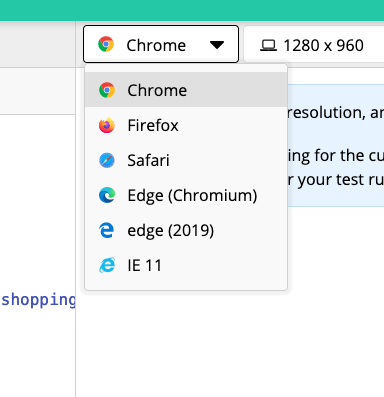 Chrome
1280 x 960
Chrome
resolution, an
Firefox
Safari
ing for the cu
r your test ru
Edge (Chromium)
edge (2019)
IE 11
shopping